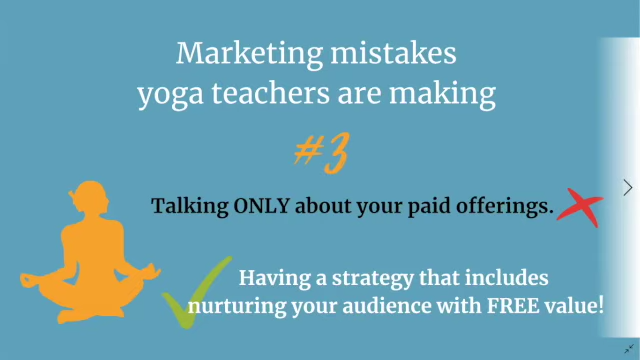 Marketing mistakes
yoga teachers are making
#3
Talking ONLY about your paid offerings.
Having a strategy that includes
nurturing your audience with FREE value!